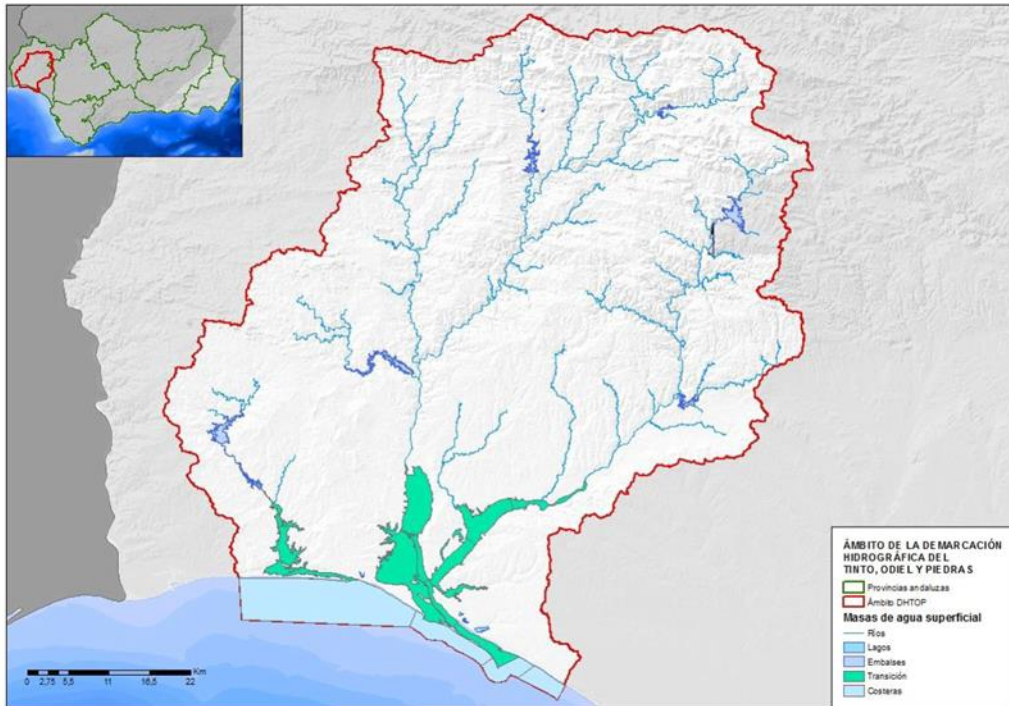 ÁMBITO DE LA DEMARCACIÓN
HIDROGRÁFICA DEL
TINTO, ODIEL Y PIEDRAS
Provincias andaluzas
Ámbito DHTOP
Masas de agua superficial
Ríos
Lagos
Embalses
Transición
Costeras
Km
0 2,75 5,5 11 16,5 22